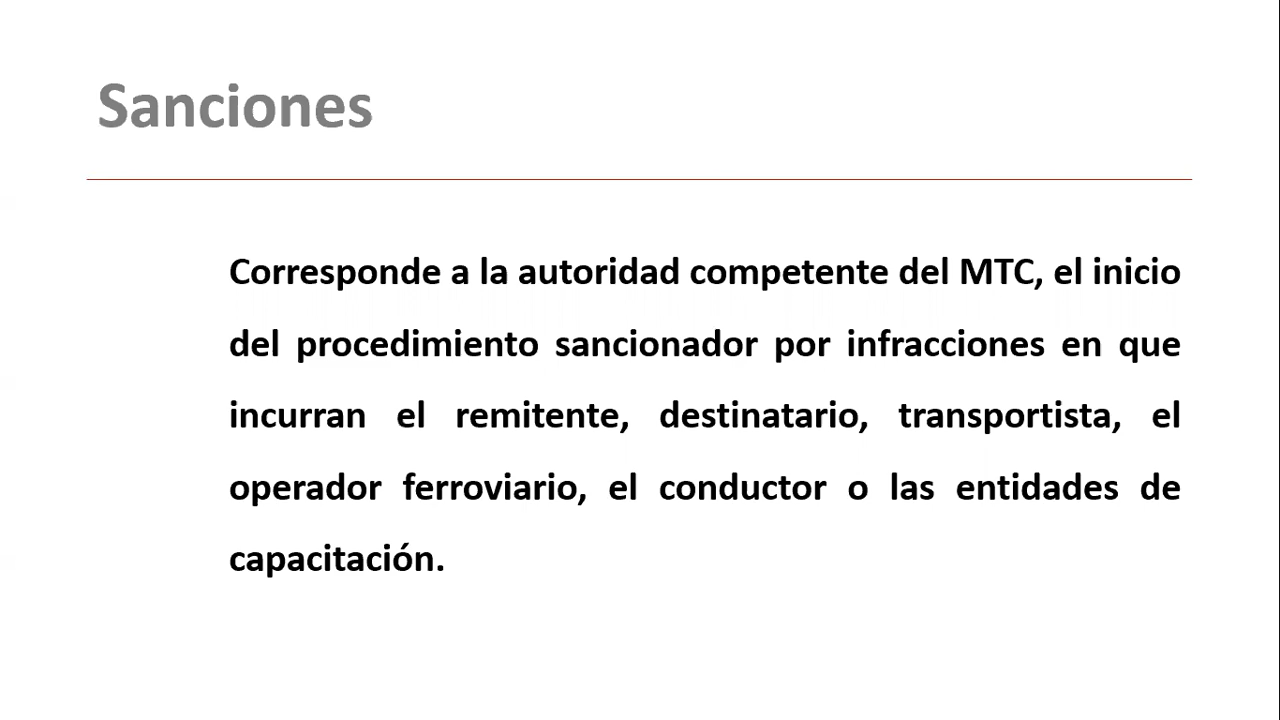 Sanciones
Corresponde a la autoridad competente del MTC, el inicio
del procedimiento sancionador por infracciones en que
incurran el remitente, destinatario, transportista, el
operador ferroviario, el conductor o las entidades de
capacitación.